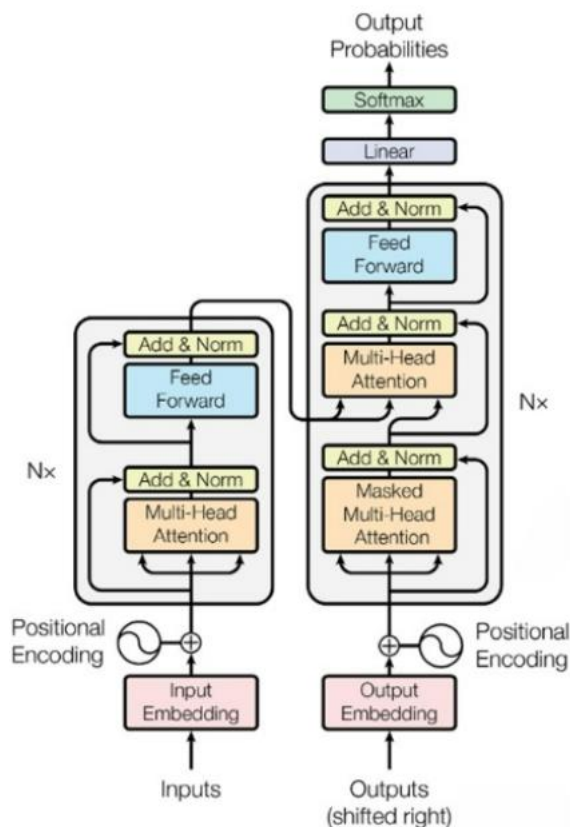 Output
Probabilities
Softmax
Linear
Add & Norm
Feed
Forward
Add & Norm
Multi-Head
Attention
Nx
Add & Norm
Masked
Multi-Head
Attention
Positional
Encoding
Output
Embedding
Outputs
(shifted right)
Add & Norm
Feed
Forward
Nx
Add & Norm
Multi-Head
Attention
Positional
Encoding
Input
Embedding
Inputs